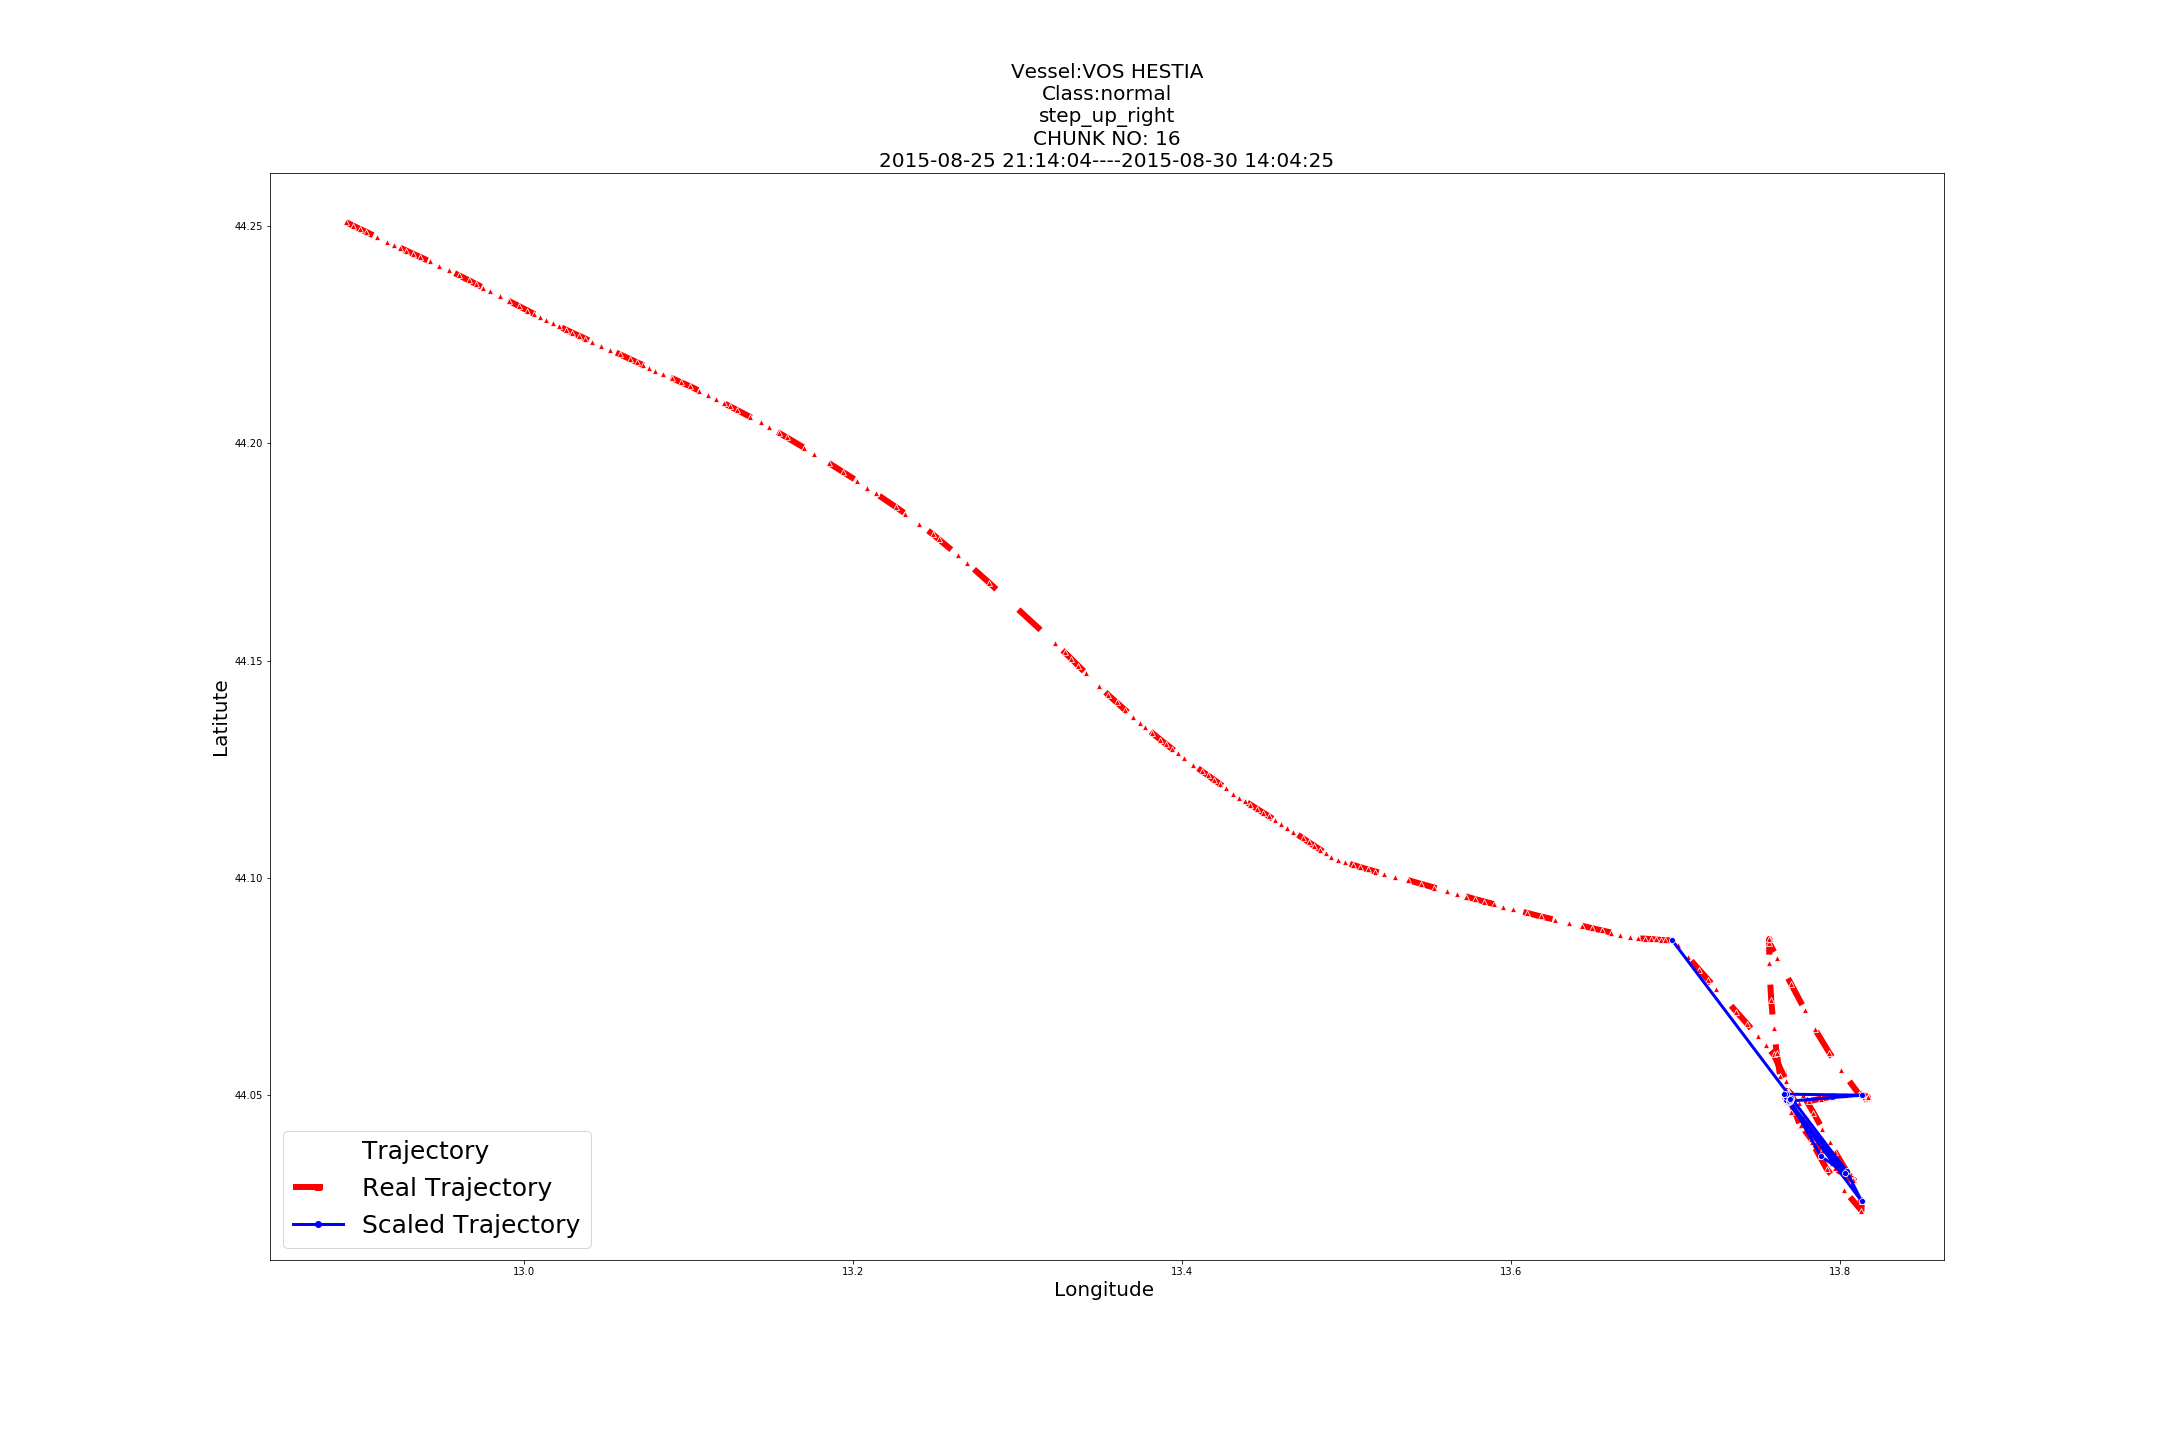 Vessel:VOS HESTIA
Class:normal
step_up_right
CHUNK NO: 16
2015-08-25 21:14:04----2015-08-30 14:04:25
44.25
44.20
44.15
44.10
44.05
Latitute
Trajectory
Real Trajectory
Scaled Trajectory
13.0
13.2
13.4
13.6
13.8
Longitude